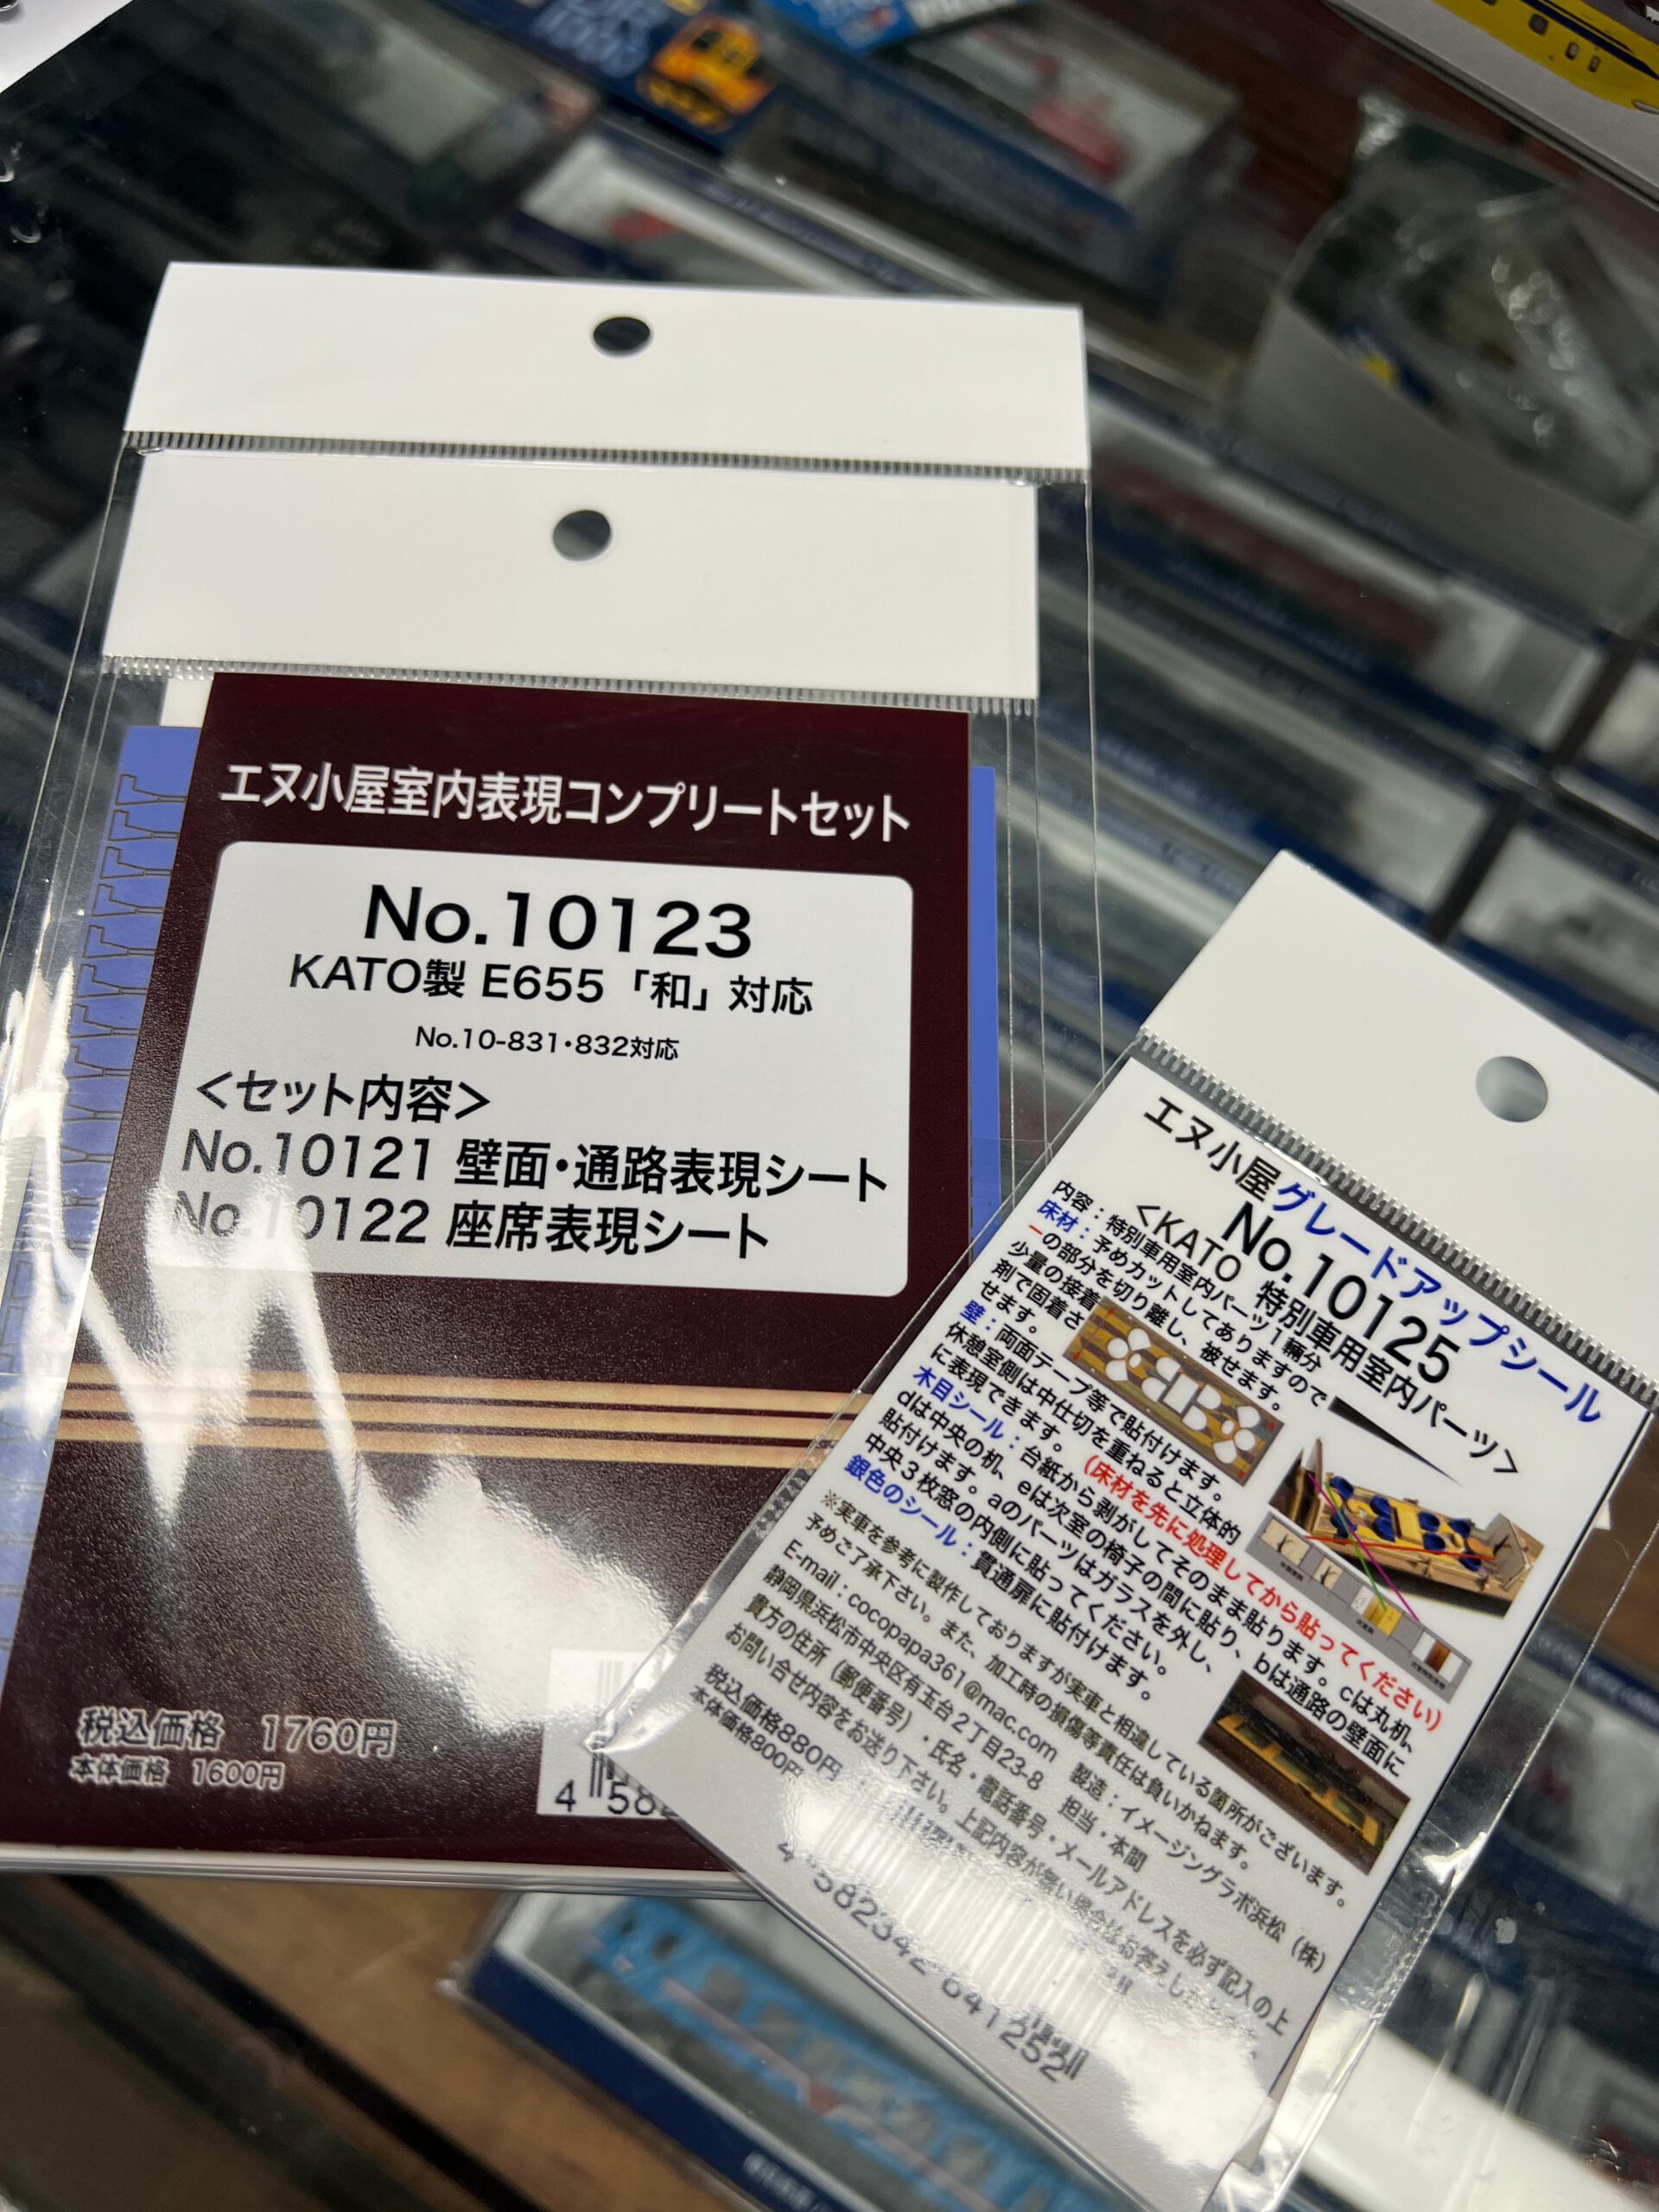 エヌ小屋室内表現コンプリートセット
No.10123
KATO製 E655「和」対応
No.10-831・832対応
<セット内容>
No.10121 壁面・通路表現シート
No.10122 座席表現シート
税込価格 1760円
本体価格 1600円
4 582
エヌ小屋グレードアップシール
No.10125
<KATO 特別車用室内パーツ>
内容：特別車用室内パーツ1輛分
床材：予めカットしてありますので
ーの部分を切り離し、被せます。
少量の接着
剤で固着さ
せます。
壁：両面テープ等で貼付けます。
休憩室側は中仕切を重ねると立体的
に表現できます。（床材を先に処理してから貼ってください）
木目シール：台紙から剥がしてそのまま貼ります。cは丸机、
dは中央の机、eは次室の椅子の間に貼り、bは通路の壁面に
貼付けます。aのパーツはガラスを外し、
中央３枚窓の内側に貼ってください。
銀色のシール：貫通扉に貼付けます。
※実車を参考に製作しておりますが実車と相違している箇所がございます。
予めご了承下さい。また、加工時の損傷等責任は負いかねます。
E-mail：cocopapa361@mac.com 製造：イメージングラボ浜松（株）
静岡県浜松市中央区有玉台２丁目23-8 担当・本間
貴方の住所（郵便番号）・氏名・電話番号・メールアドレスを必ず記入の上
お問い合せ内容をお送り下さい。上記内容が無い場合はお答えし
税込価格880円
本体価格800円
4 582342 641252